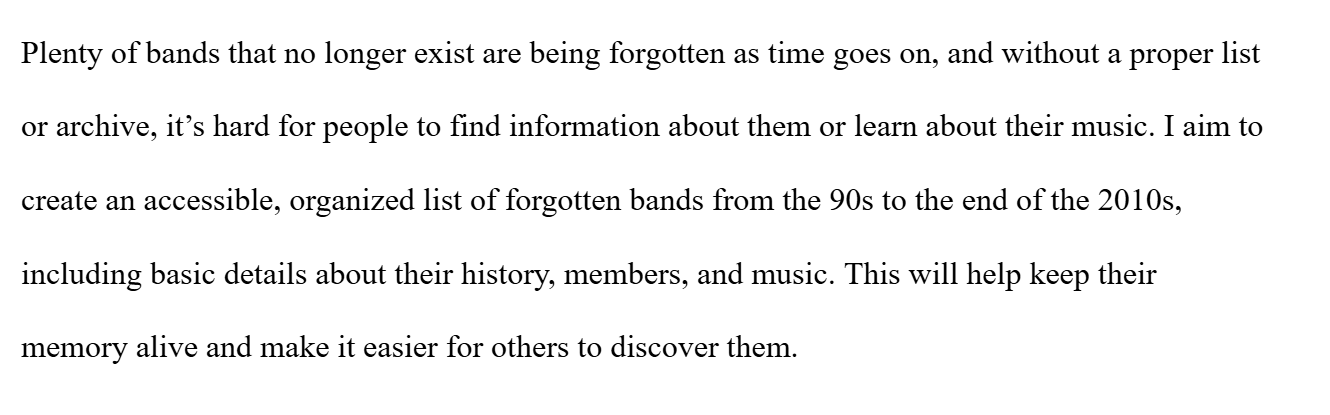 Plenty of bands that no longer exist are being forgotten as time goes on, and without a proper list
or archive, it’s hard for people to find information about them or learn about their music. I aim to
create an accessible, organized list of forgotten bands from the 90s to the end of the 2010s,
including basic details about their history, members, and music. This will help keep their
memory alive and make it easier for others to discover them.